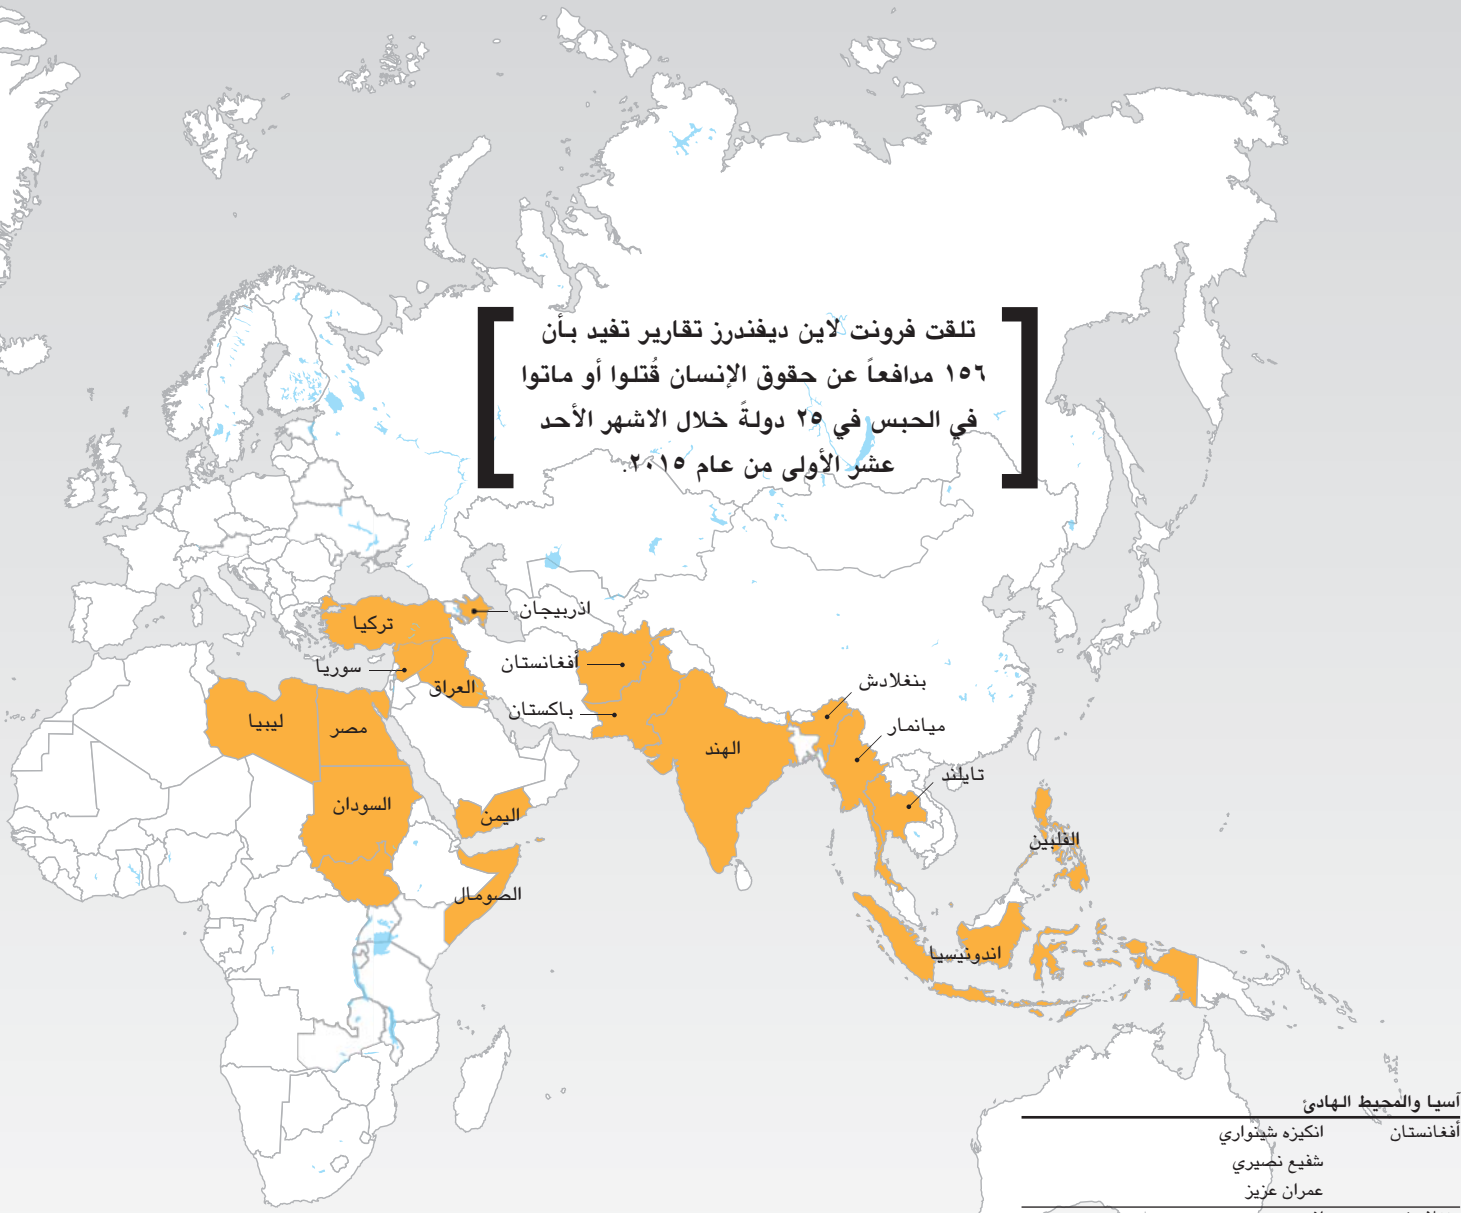 تلقت فرونت لاين ديفندرز تقارير تفيد بأن
١٥٦ مدافعاً عن حقوق الإنسان قُتلوا أو ماتوا
في الحبس في ٢٥ دولةً خلال الاشهر الأحد
عشر الأولى من عام ٢٠١٥.
اذربيجان
تركيا
سوريا
أفغانستان
العراق
باكستان
بنغلادش
ليبيا
مصر
ميانمار
الهند
تايلند
السودان
اليمن
الفلبين
الصومال
اندونيسيا
آسيا والمحيط الهادئ
أفغانستان انكيزه شينواري
شفيع نصيري
عمران عزيز